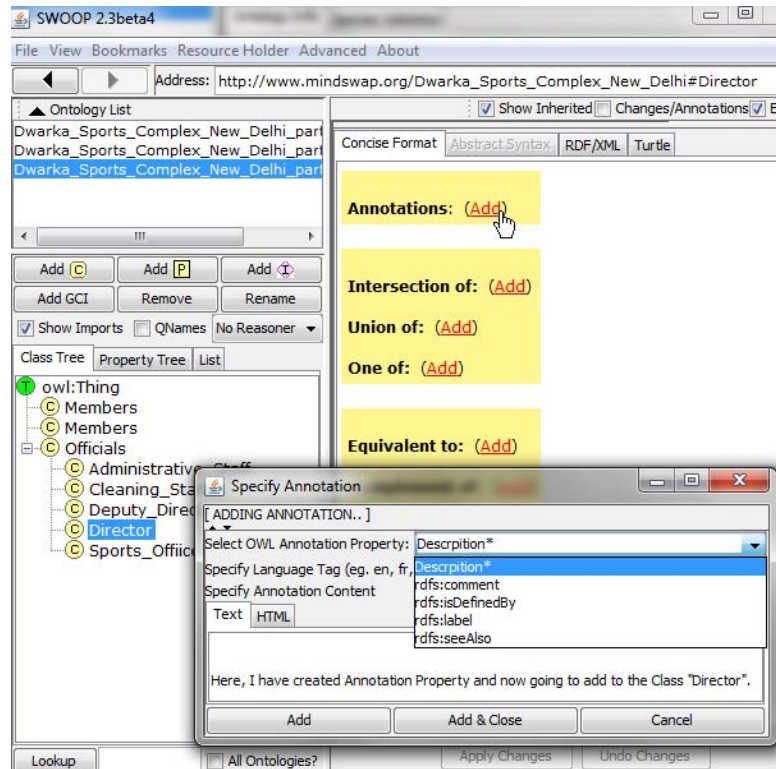 SWOOP 2.3beta4
File View Bookmarks Resource Holder Advanced About
Address: http://www.mindswap.org/Dwarka_Sports_Complex_New_Delhi#Director
Ontology List
Show Inherited Changes/Annotations E
Dwarka_Sports_Complex_New_Delhi_part
Dwarka_Sports_Complex_New_Delhi_part
Dwarka_Sports_Complex_New_Delhi_part
Concise Format Abstract Syntax RDF/XML Turtle
Annotations: (Add)
Add C Add P Add I
Add GCI Remove Rename
Show Imports QNames No Reasoner
Intersection of: (Add)
Union of: (Add)
One of: (Add)
Equivalent to: (Add)
Class Tree Property Tree List
T owl:Thing
C Members
C Members
C Officials
C Administrative_Staff
C Cleaning_Sta
C Deputy_Direc
C Director
C Sports_Offiice
Specify Annotation
[ ADDING ANNOTATION.. ]
Select OWL Annotation Property: Descrpition*
Specify Language Tag (eg. en, fr,
Descrpition*
rdfs:comment
rdfs:isDefinedBy
rdfs:label
rdfs:seeAlso
Specify Annotation Content
Text HTML
Here, I have created Annotation Property and now going to add to the Class "Director".
Add Add & Close Cancel
Lookup All Ontologies? Apply Changes Undo Changes